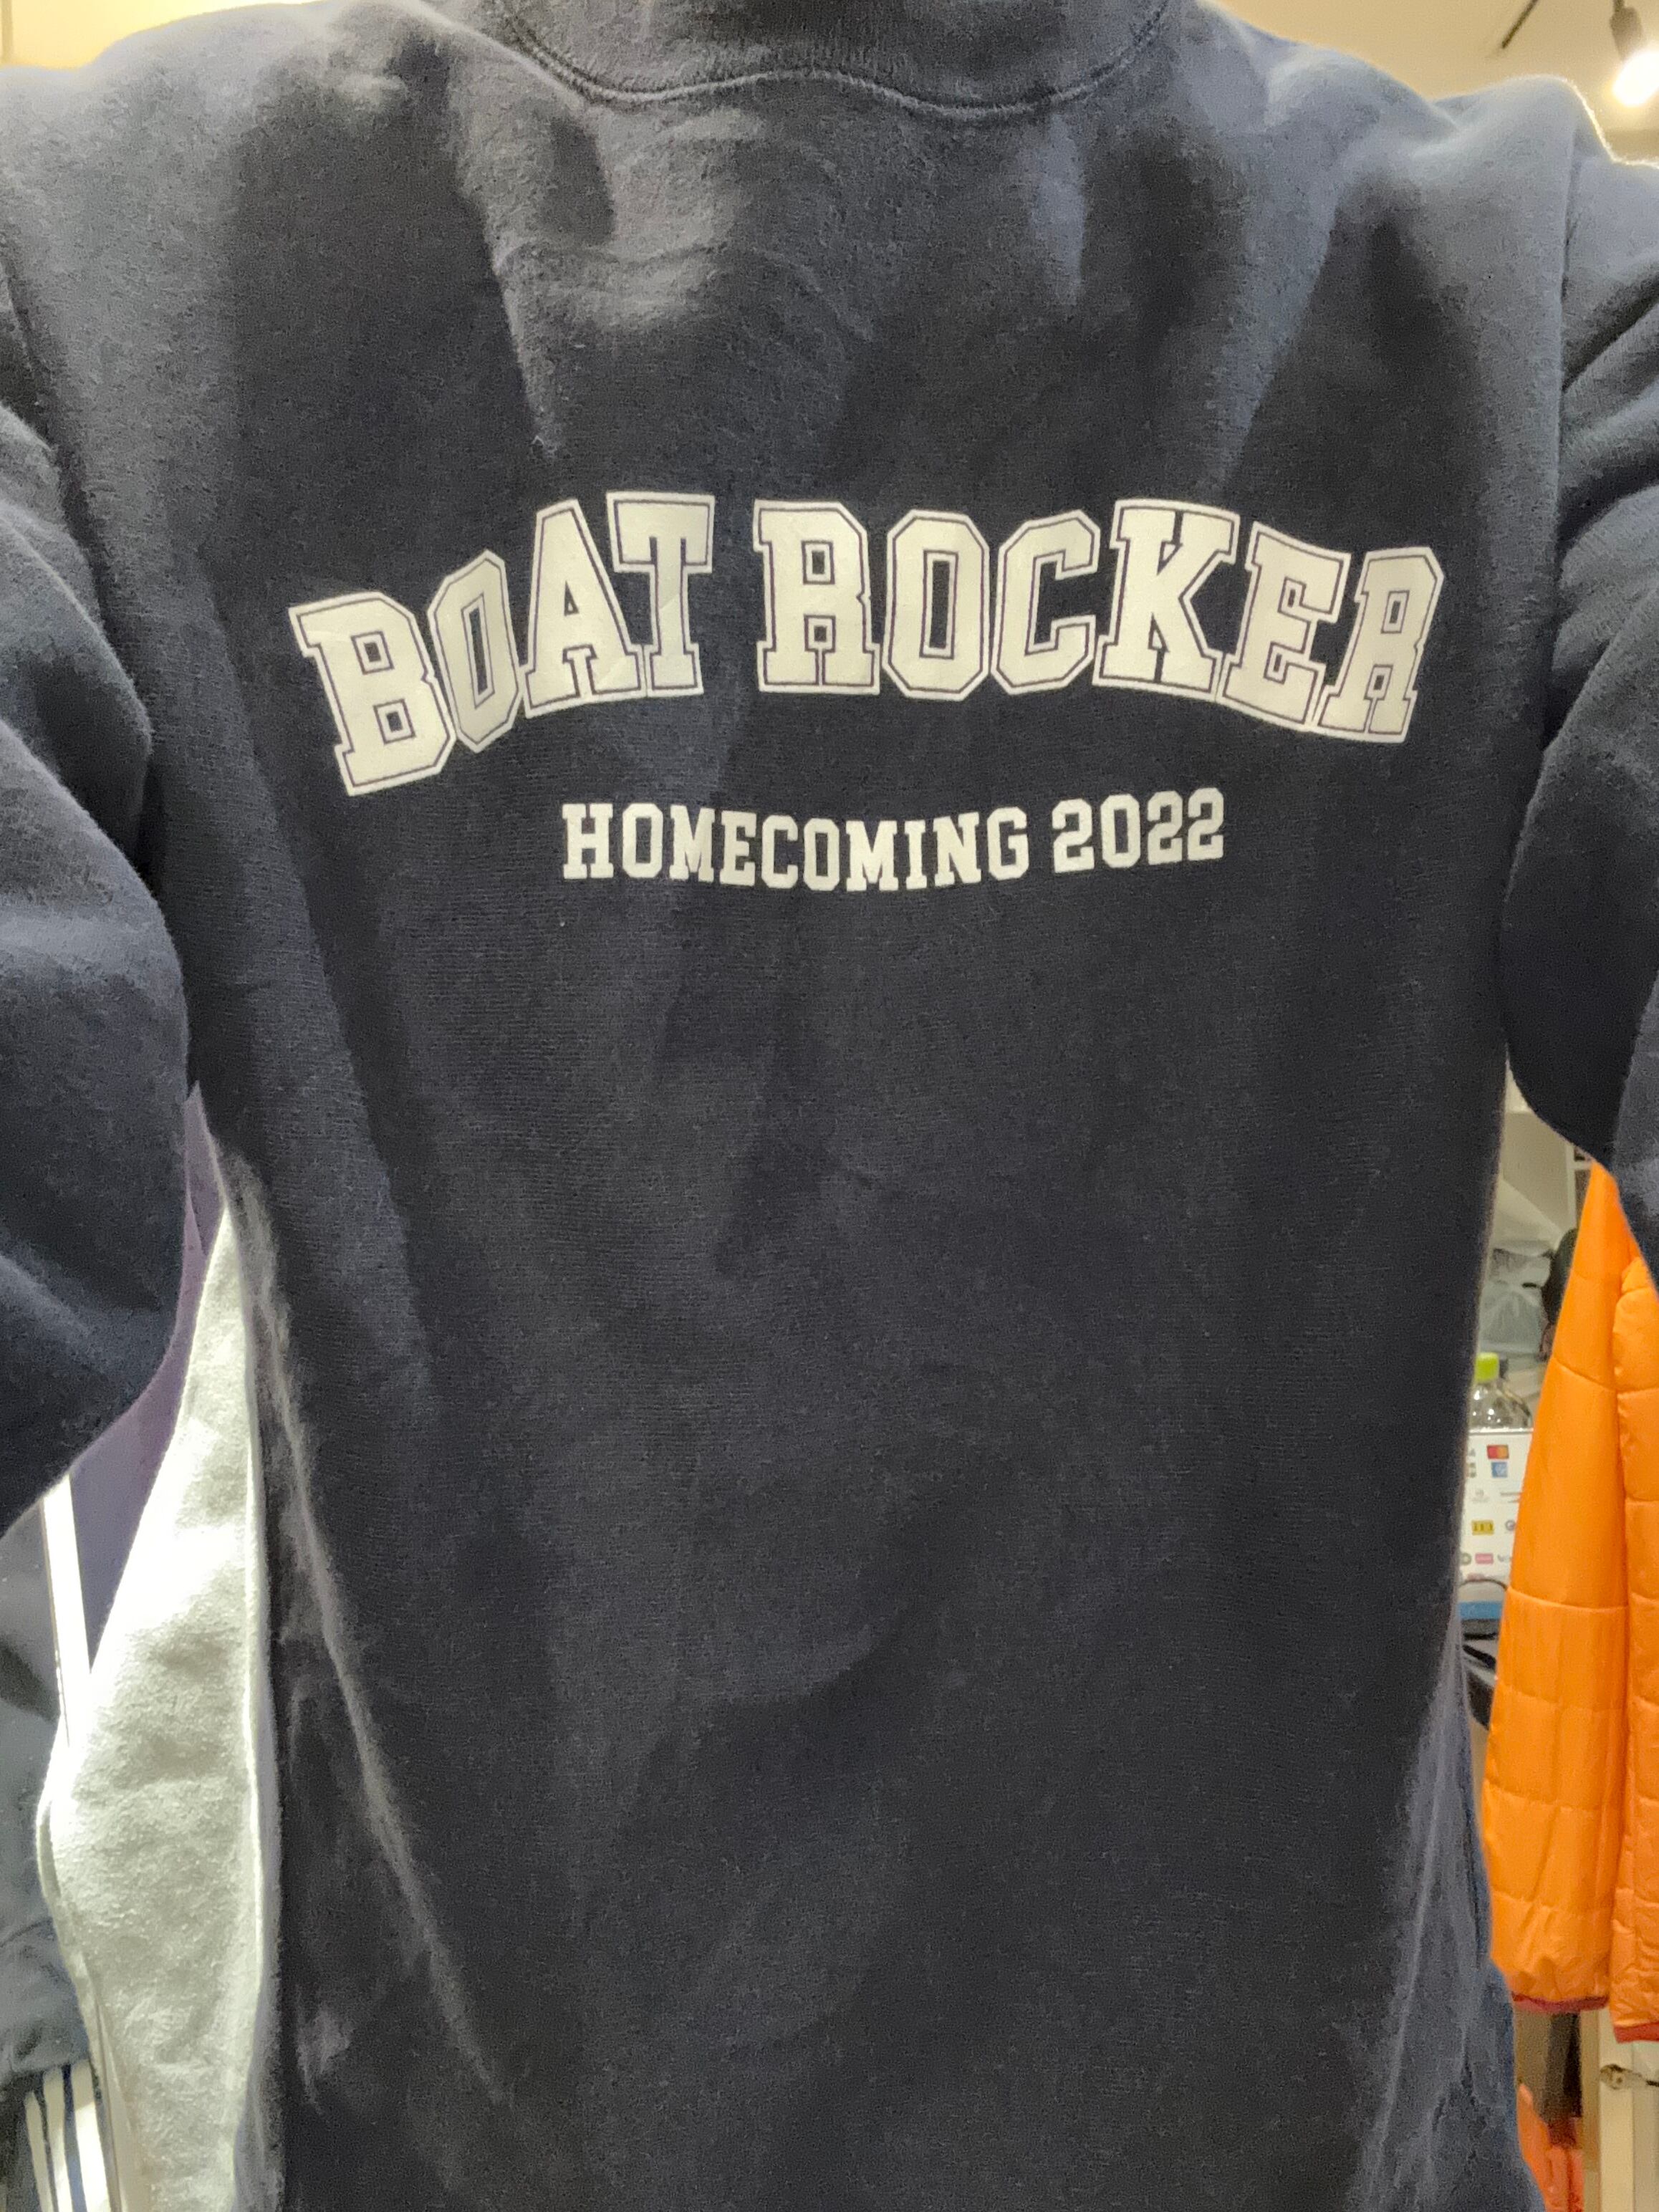 BOAT ROCKER
HOMECOMING 2022